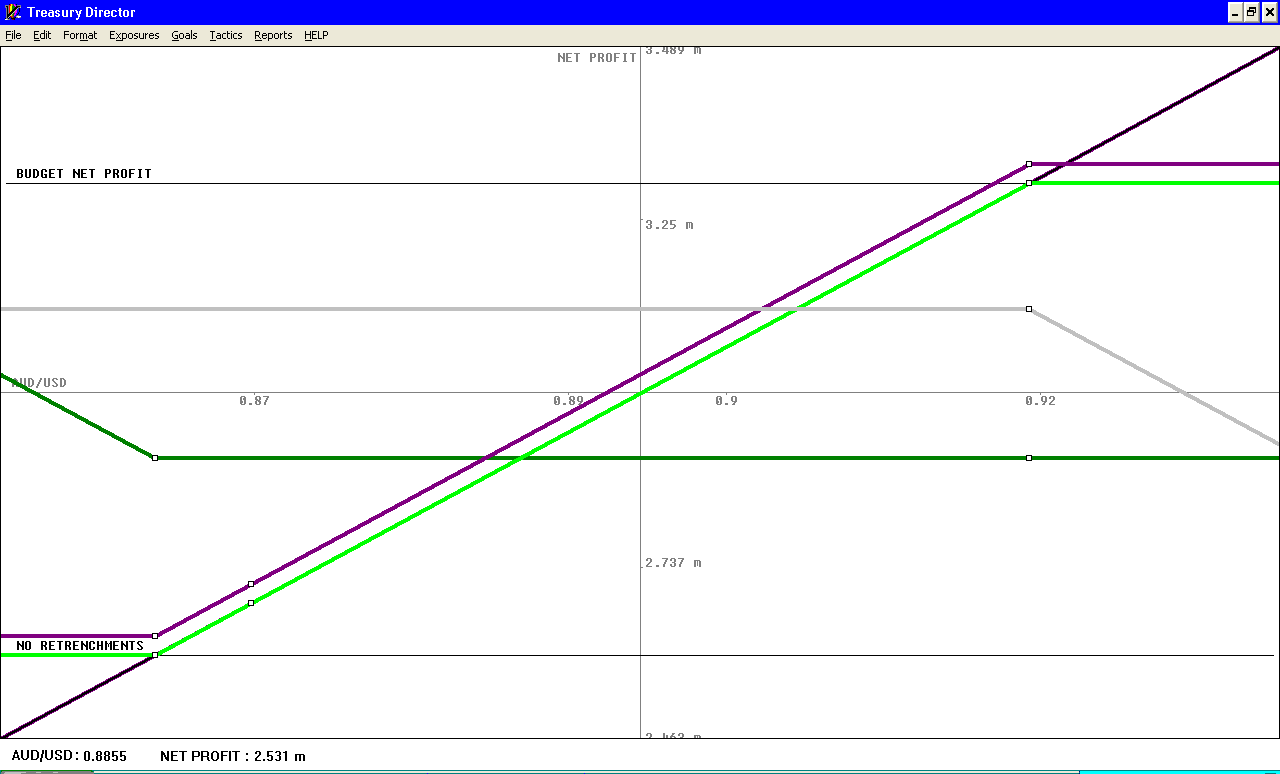 Treasury Director
File Edit Format Exposures Goals Tactics Reports HELP
3.489 m
NET PROFIT
BUDGET NET PROFIT
3.25 m
AUD/USD
0.87 0.89 0.9 0.92
2.737 m
NO RETRENCHMENTS
2.463 m
AUD/USD : 0.8855 NET PROFIT : 2.531 m